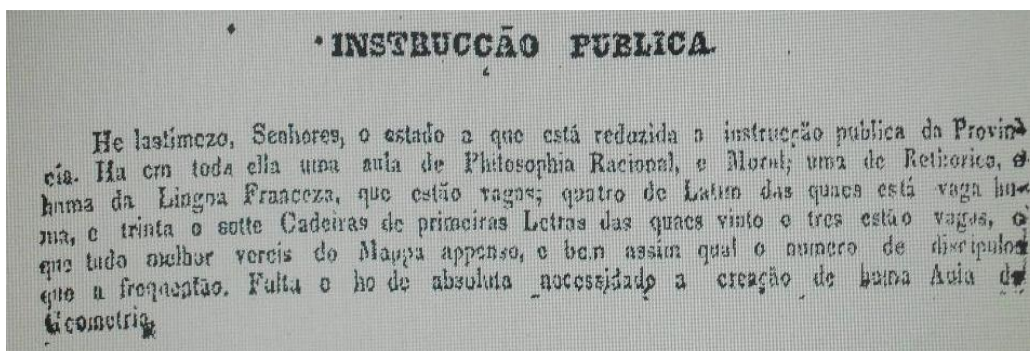 INSTRUCÇÃO PUBLICA.
He lastimozo, Senhores, o estado a que está reduzida a instrucção publica da Provin-
cia. Ha em toda ella uma aula de Philosophia Racional, e Moral; uma de Rethorica, e
huma da Lingoa Franceza, que estão vagas; quatro de Latim das quaes está vaga hu-
ma, e trinta e sette Cadeiras de primeiras Letras das quaes vinte e tres estão vagas, o
que tudo melhor vereis do Mappa appenso, e bem assim qual o numero de discipulos
que a frequentão. Falta e he de absoluta necessidade a creação de huma Aula de
Geometria.